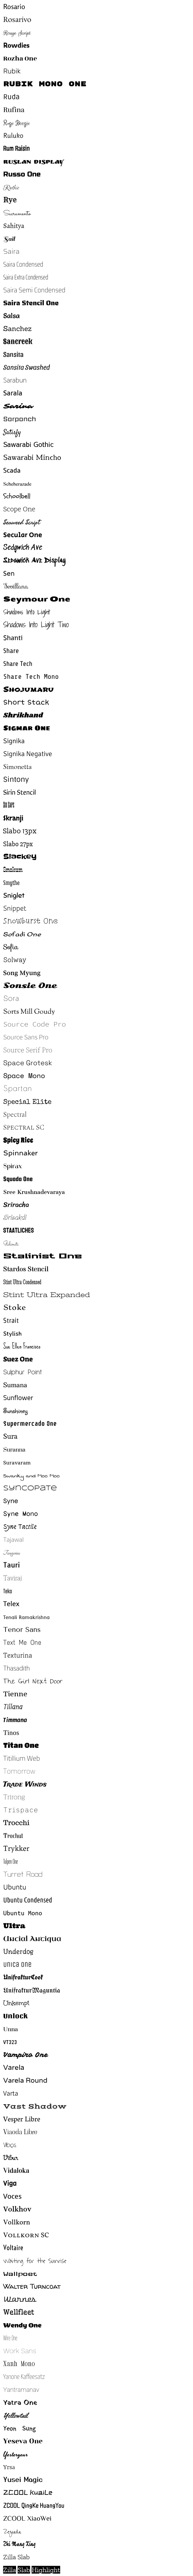 Rosario
Rosarivo
Rouge Script
Rowdies
Rozha One
Rubik
Rubik Mono One
Ruda
Rufina
Ruge Boogie
Ruluko
Rum Raisin
Ruslan Display
Russo One
Ruthie
Rye
Sacramento
Sahitya
Sail
Saira
Saira Condensed
Saira Extra Condensed
Saira Semi Condensed
Saira Stencil One
Salsa
Sanchez
Sancreek
Sansita
Sansita Swashed
Sarabun
Sarala
Sarina
Sarpanch
Satisfy
Sawarabi Gothic
Sawarabi Mincho
Scada
Scheherazade
Schoolbell
Scope One
Seaweed Script
Secular One
Sedgwick Ave
Sedgwick Ave Display
Sen
Sevillana
Seymour One
Shadows Into Light
Shadows Into Light Two
Shanti
Share
Share Tech
Share Tech Mono
Shojumaru
Short Stack
Shrikhand
Sigmar One
Signika
Signika Negative
Simonetta
Sintony
Sirin Stencil
Six Caps
Skranji
Slabo 13px
Slabo 27px
Slackey
Smokum
Smythe
Sniglet
Snippet
Snowburst One
Sofadi One
Sofia
Solway
Song Myung
Sonsie One
Sora
Sorts Mill Goudy
Source Code Pro
Source Sans Pro
Source Serif Pro
Space Grotesk
Space Mono
Spartan
Special Elite
Spectral
Spectral SC
Spicy Rice
Spinnaker
Spirax
Squada One
Sree Krushnadevaraya
Sriracha
Srisakdi
Staatliches
Stalemate
Stalinist One
Stardos Stencil
Stint Ultra Condensed
Stint Ultra Expanded
Stoke
Strait
Stylish
Sue Ellen Francisco
Suez One
Sulphur Point
Sumana
Sunflower
Sunshiney
Supermercado One
Sura
Suranna
Suravaram
Swanky and Moo Moo
Syncopate
Syne
Syne Mono
Syne Tactile
Tajawal
Tangerine
Tauri
Taviraj
Teko
Telex
Tenali Ramakrishna
Tenor Sans
Text Me One
Texturina
Thasadith
The Girl Next Door
Tienne
Tillana
Timmana
Tinos
Titan One
Titillium Web
Tomorrow
Trade Winds
Trirong
Trispace
Trocchi
Trochut
Trykker
Tulpen One
Turret Road
Ubuntu
Ubuntu Condensed
Ubuntu Mono
Ultra
Uncial Antiqua
Underdog
Unica One
UnifrakturCook
UnifrakturMaguntia
Unkempt
Unlock
Unna
VT323
Vampiro One
Varela
Varela Round
Varta
Vast Shadow
Vesper Libre
Viaoda Libre
Vibes
Vibur
Vidaloka
Viga
Voces
Volkhov
Vollkorn
Vollkorn SC
Voltaire
Waiting for the Sunrise
Wallpoet
Walter Turncoat
Warnes
Wellfleet
Wendy One
Wire One
Work Sans
Xanh Mono
Yanone Kaffeesatz
Yantramanav
Yatra One
Yellowtail
Yeon Sung
Yeseva One
Yesteryear
Yrsa
Yusei Magic
ZCOOL KuaiLe
ZCOOL QingKe HuangYou
ZCOOL XiaoWei
Zeyada
Zhi Mang Xing
Zilla Slab
Zilla Slab Highlight